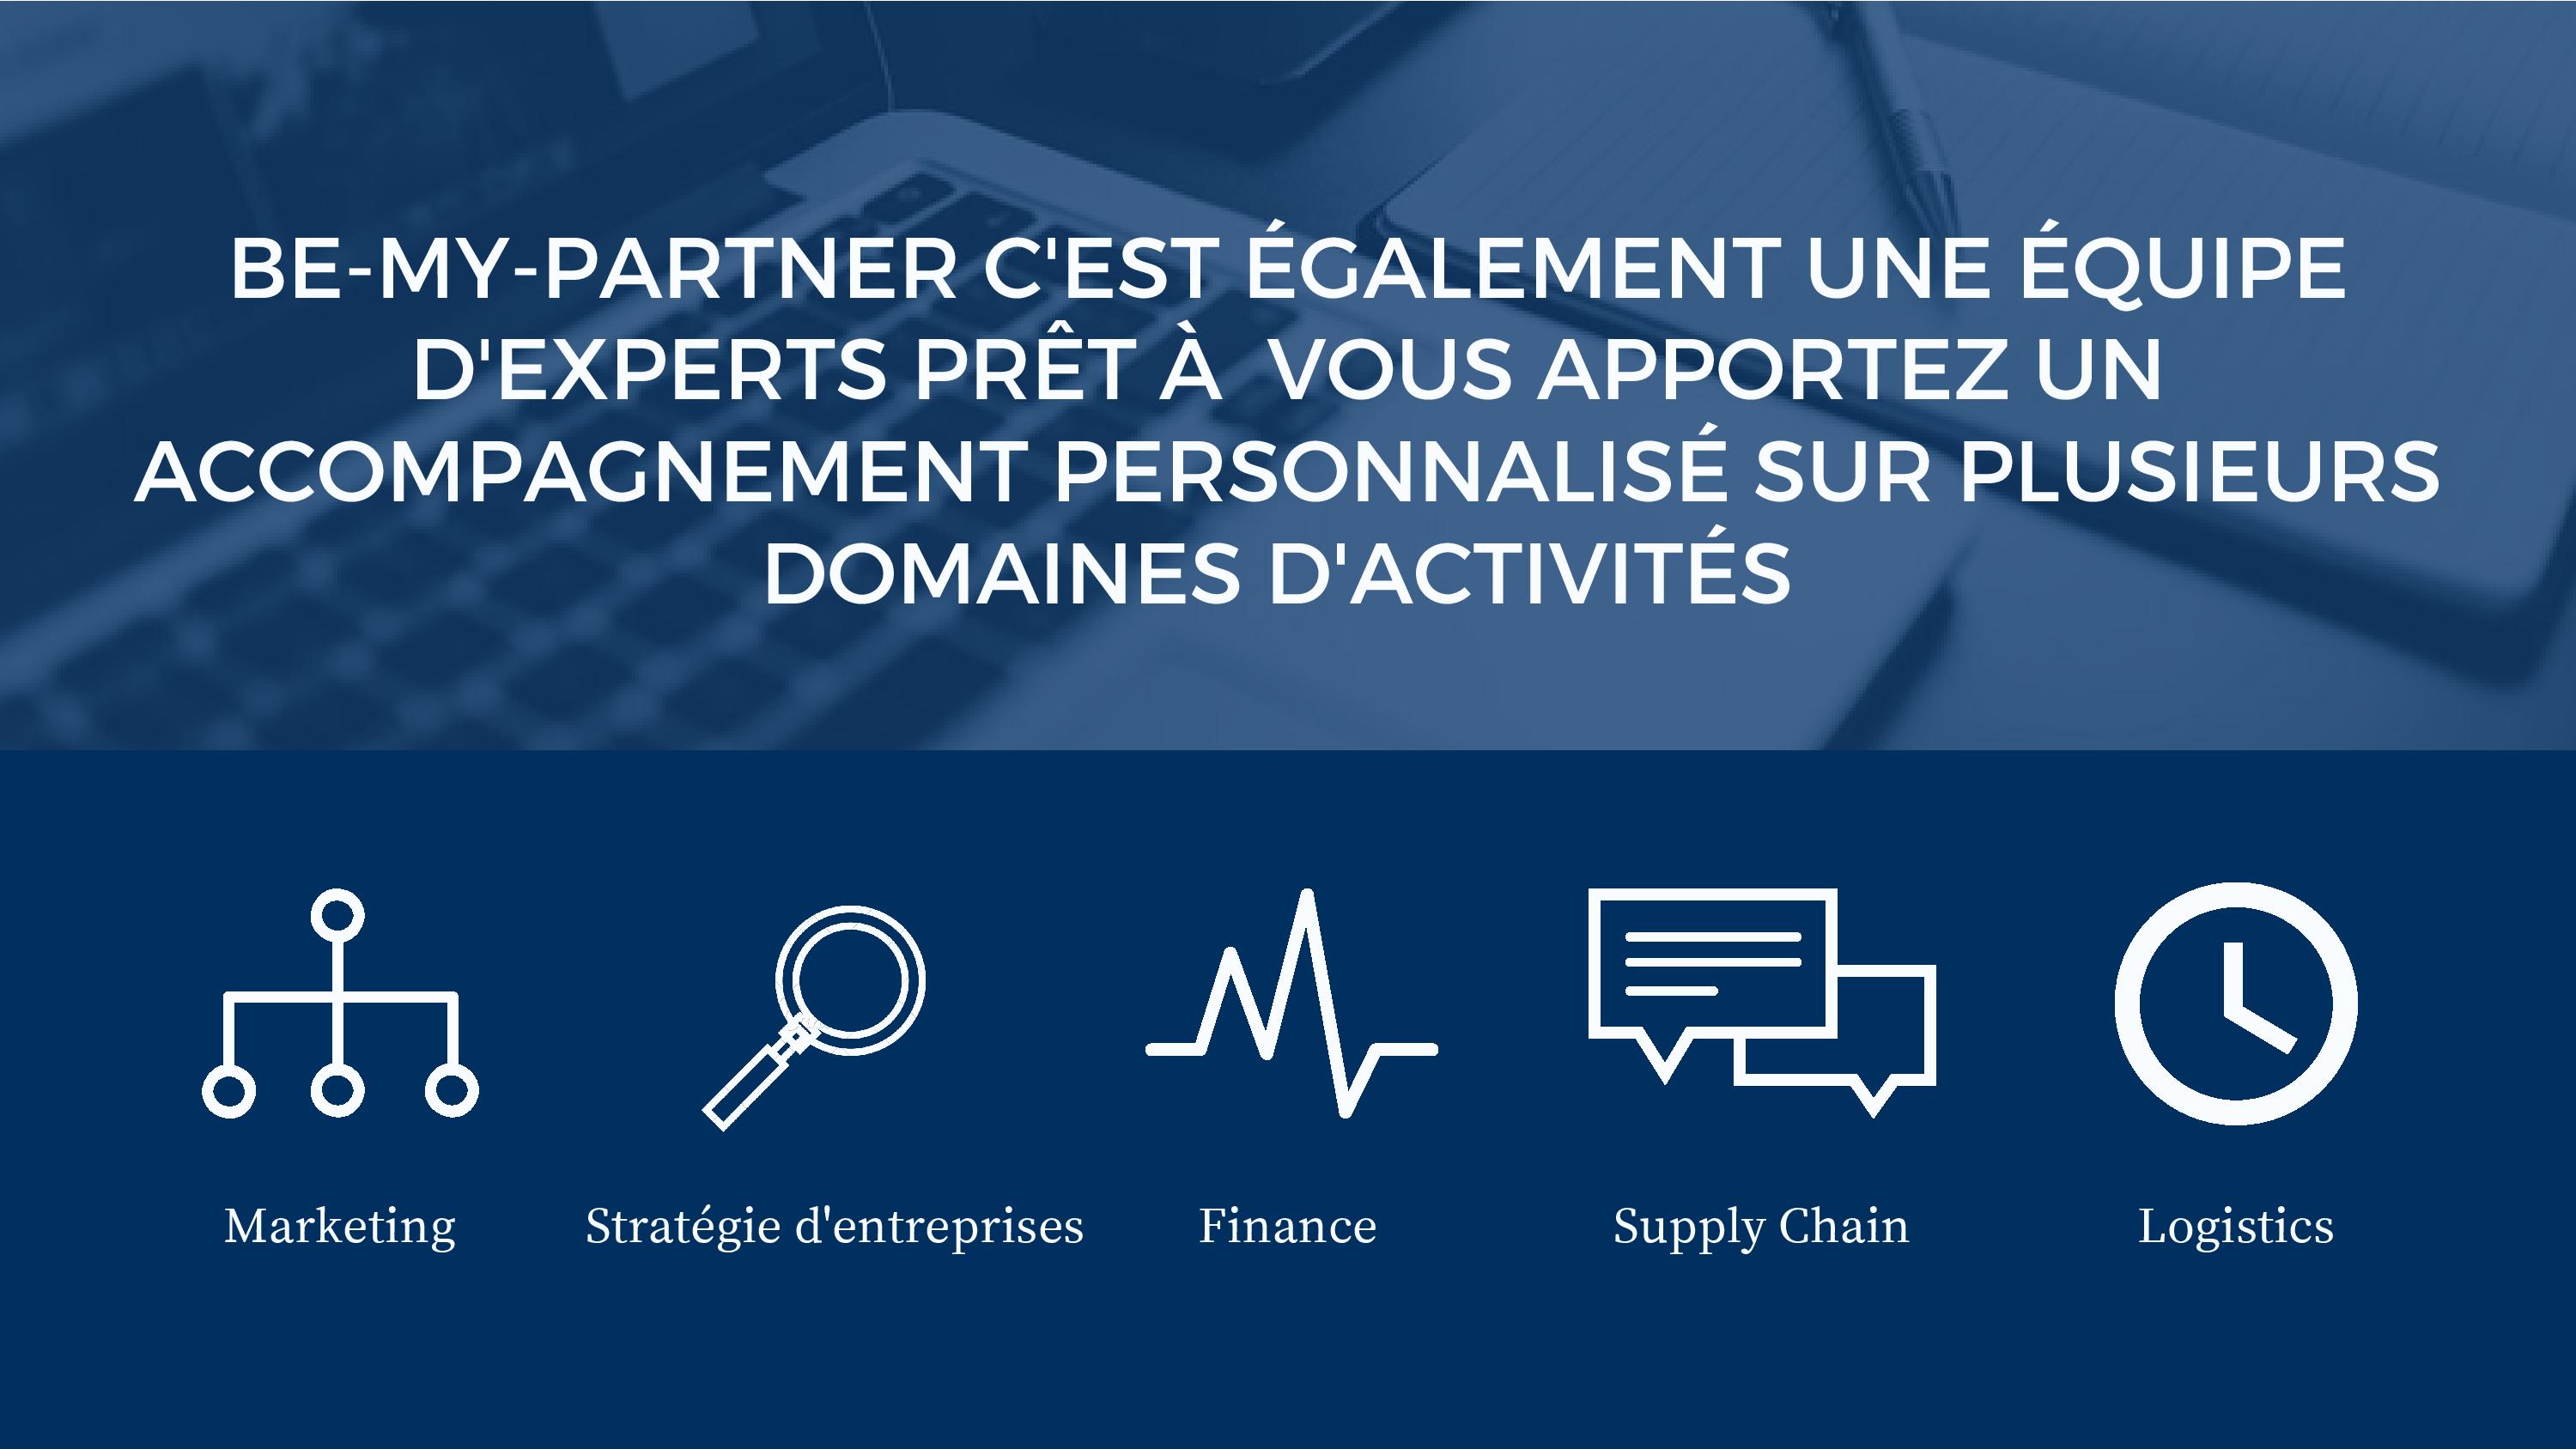 BE-MY-PARTNER C'EST ÉGALEMENT UNE ÉQUIPE
D'EXPERTS PRÊT À VOUS APPORTEZ UN
ACCOMPAGNEMENT PERSONNALISÉ SUR PLUSIEURS
DOMAINES D'ACTIVITÉS
Marketing
Stratégie d'entreprises
Finance
Supply Chain
Logistics